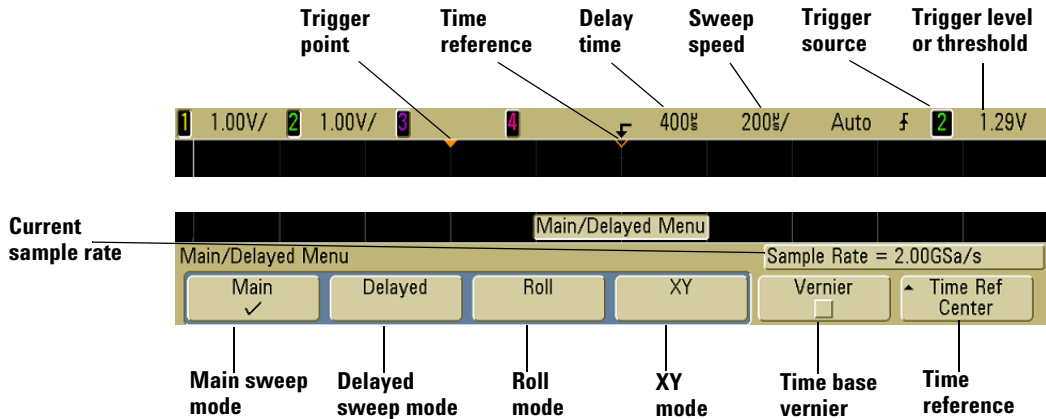 Trigger point
Time reference
Delay time
Sweep speed
Trigger source
Trigger level or threshold
1 1.00V/ 2 1.00V/ 3 4 400µs 200µs/ Auto 2 1.29V
Main/Delayed Menu
Current sample rate
Main/Delayed Menu
Sample Rate = 2.00GSa/s
Main
Delayed
Roll
XY
Vernier
Time Ref
Center
Main sweep mode
Delayed sweep mode
Roll mode
XY mode
Time base vernier
Time reference